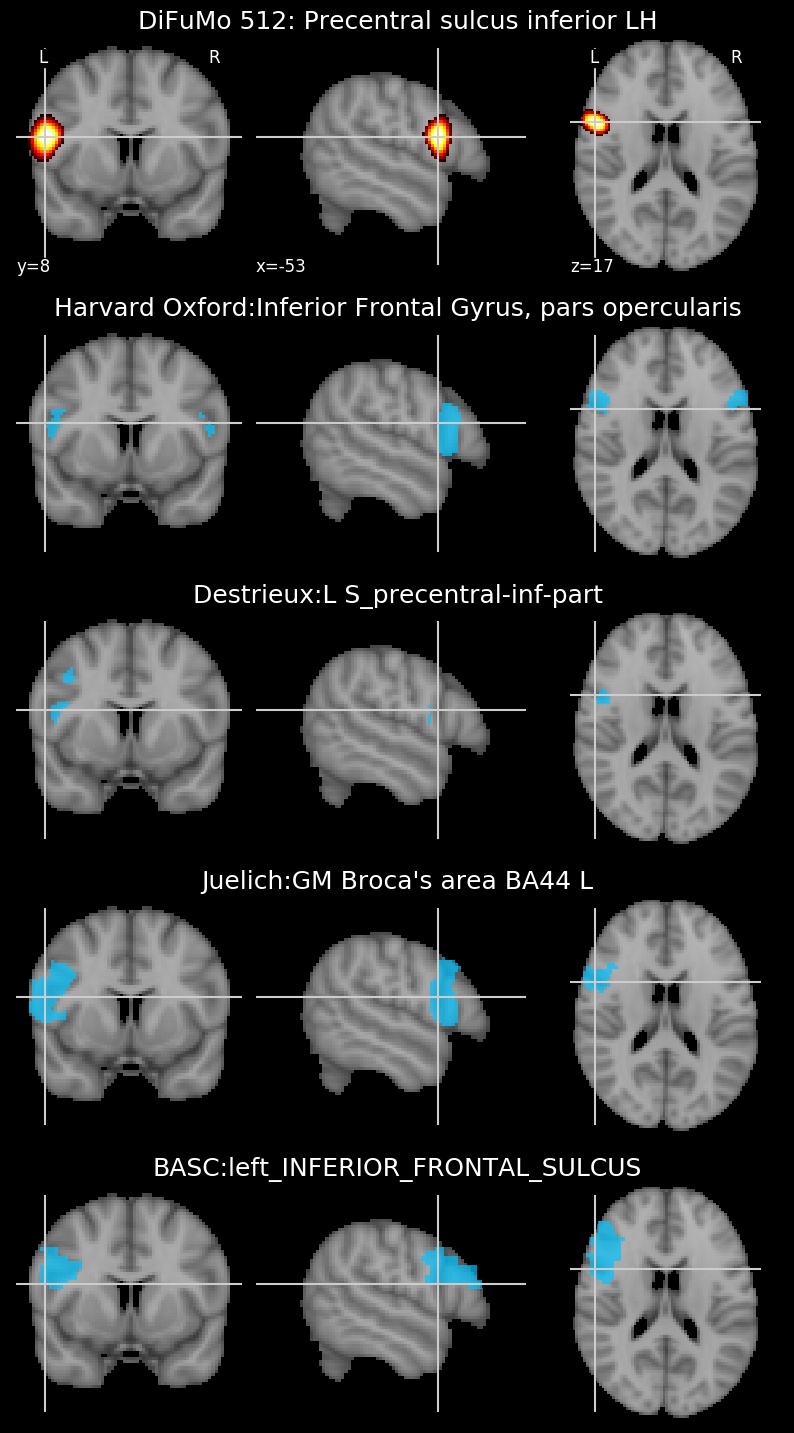 DiFuMo 512: Precentral sulcus inferior LH
L R L R
y=8 x=-53 z=17
Harvard Oxford:Inferior Frontal Gyrus, pars opercularis
Destrieux:L S_precentral-inf-part
Juelich:GM Broca's area BA44 L
BASC:left_INFERIOR_FRONTAL_SULCUS